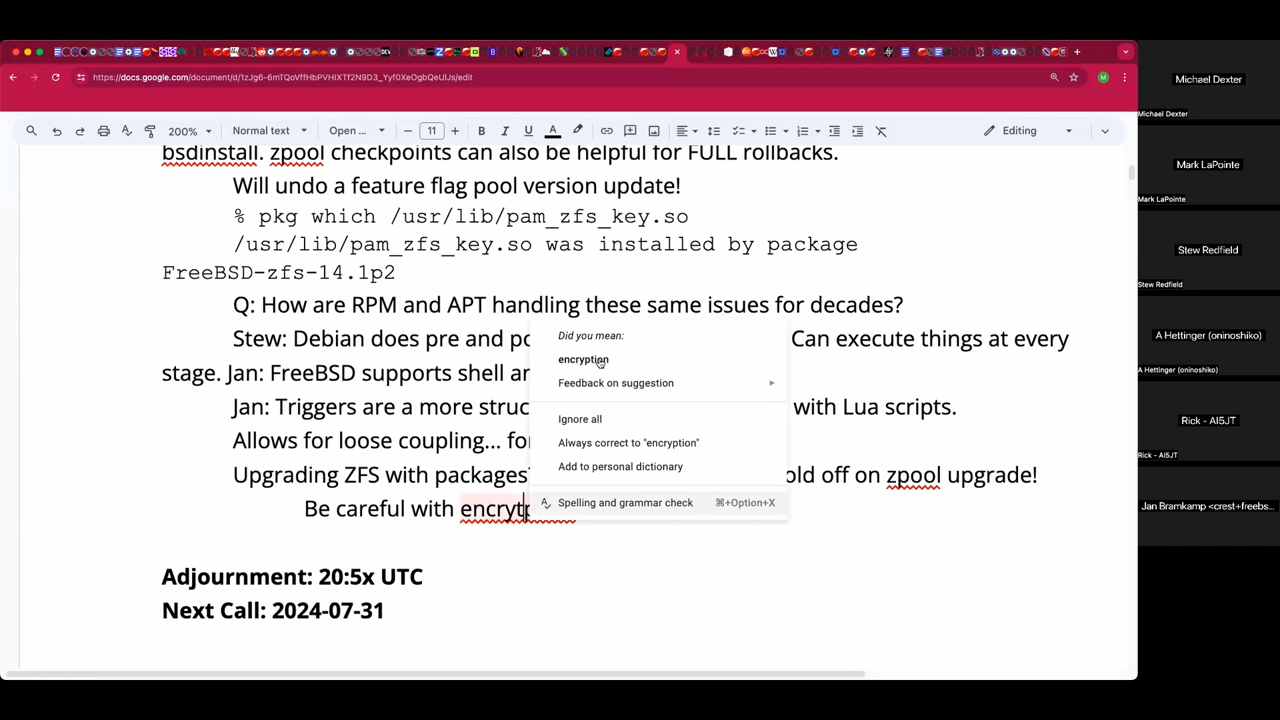 https://docs.google.com/document/d/1zJg6-6mTQoVffHbPVHIXTf2N9D3_Yyf0XeOgbQeUIJs/edit
M
200%
Normal text
Open ...
11
B
I
U
A
Editing
bsdinstall. zpool checkpoints can also be helpful for FULL rollbacks.
Will undo a feature flag pool version update!
% pkg which /usr/lib/pam_zfs_key.so
/usr/lib/pam_zfs_key.so was installed by package
FreeBSD-zfs-14.1p2
Q: How are RPM and APT handling these same issues for decades?
Stew: Debian does pre and po Can execute things at every
stage. Jan: FreeBSD supports shell an
Jan: Triggers are a more struc with Lua scripts.
Allows for loose coupling... fo
Upgrading ZFS with packages? old off on zpool upgrade!
Be careful with encrytp
Did you mean:
encryption
Feedback on suggestion
Ignore all
Always correct to "encryption"
Add to personal dictionary
Spelling and grammar check ⌘+Option+X
Adjournment: 20:5x UTC
Next Call: 2024-07-31
Michael Dexter
Michael Dexter
Mark LaPointe
Mark LaPointe
Stew Redfield
Stew Redfield
A Hettinger (oninoshiko)
A Hettinger (oninoshiko)
Rick - AI5JT
Rick - AI5JT
Jan Bramkamp <crest+freebs...